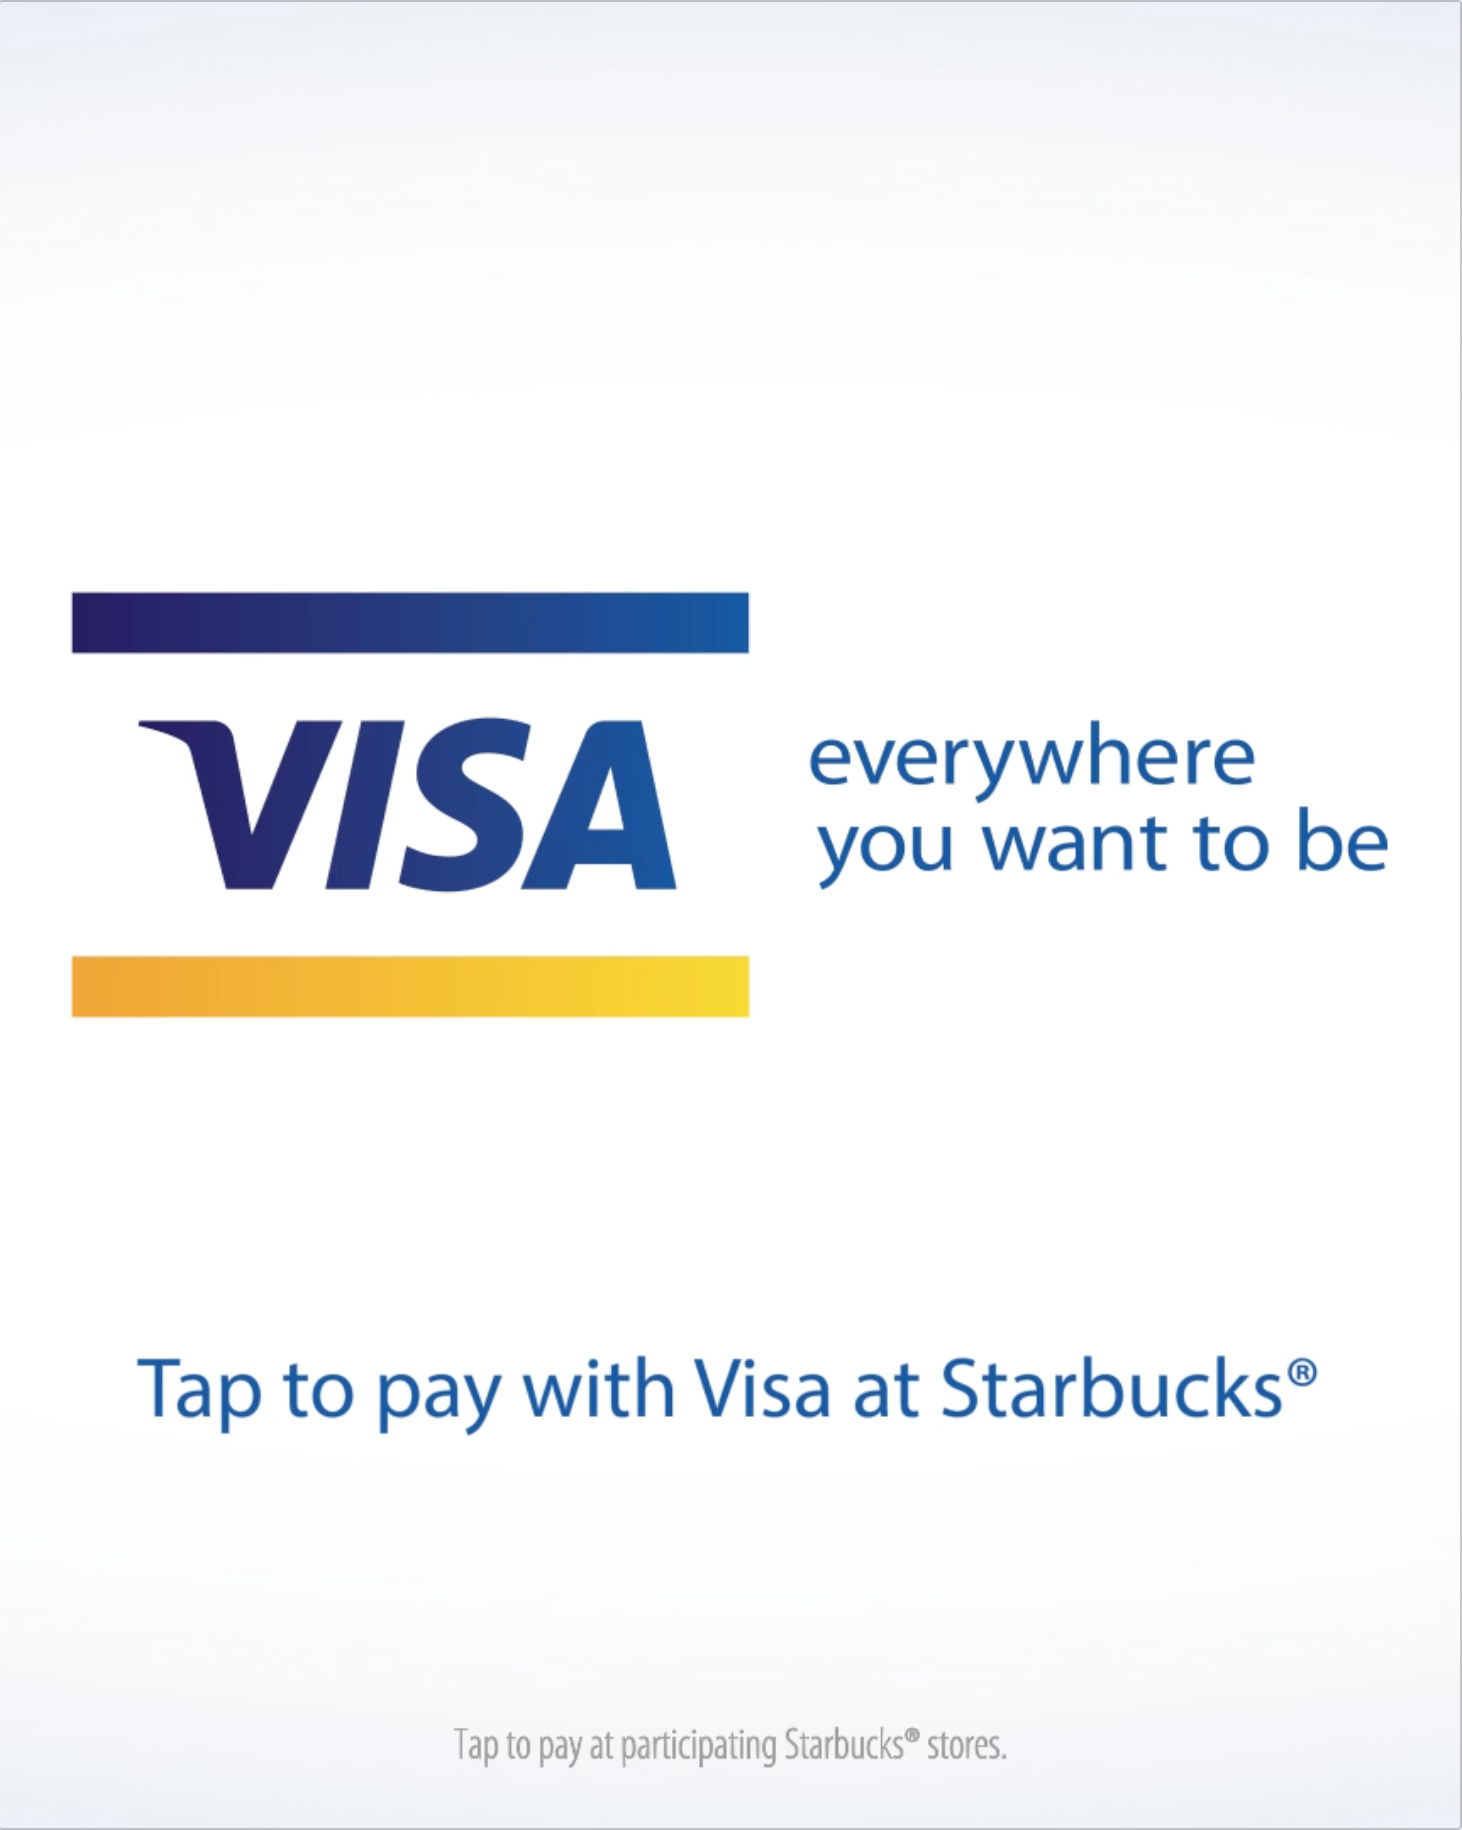 VISA
everywhere
you want to be
Tap to pay with Visa at Starbucks®
Tap to pay at participating Starbucks® stores.